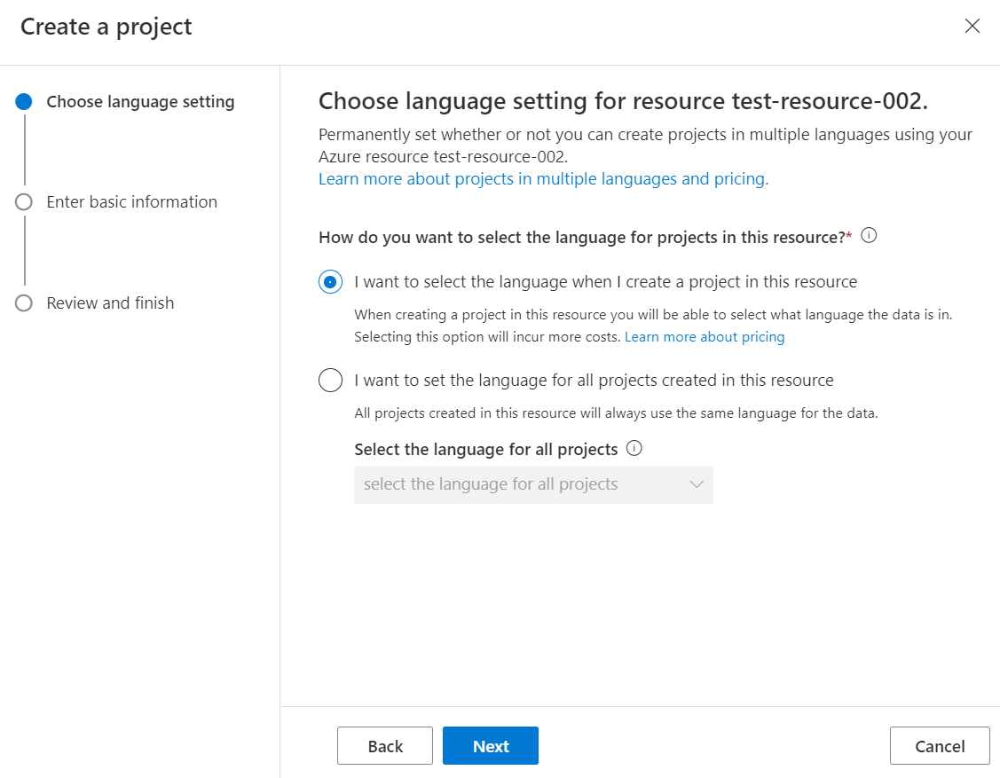 Create a project
Choose language setting
Enter basic information
Review and finish
Choose language setting for resource test-resource-002.
Permanently set whether or not you can create projects in multiple languages using your
Azure resource test-resource-002.
Learn more about projects in multiple languages and pricing.
How do you want to select the language for projects in this resource?*
I want to select the language when I create a project in this resource
When creating a project in this resource you will be able to select what language the data is in.
Selecting this option will incur more costs. Learn more about pricing
I want to set the language for all projects created in this resource
All projects created in this resource will always use the same language for the data.
Select the language for all projects
select the language for all projects
Back
Next
Cancel